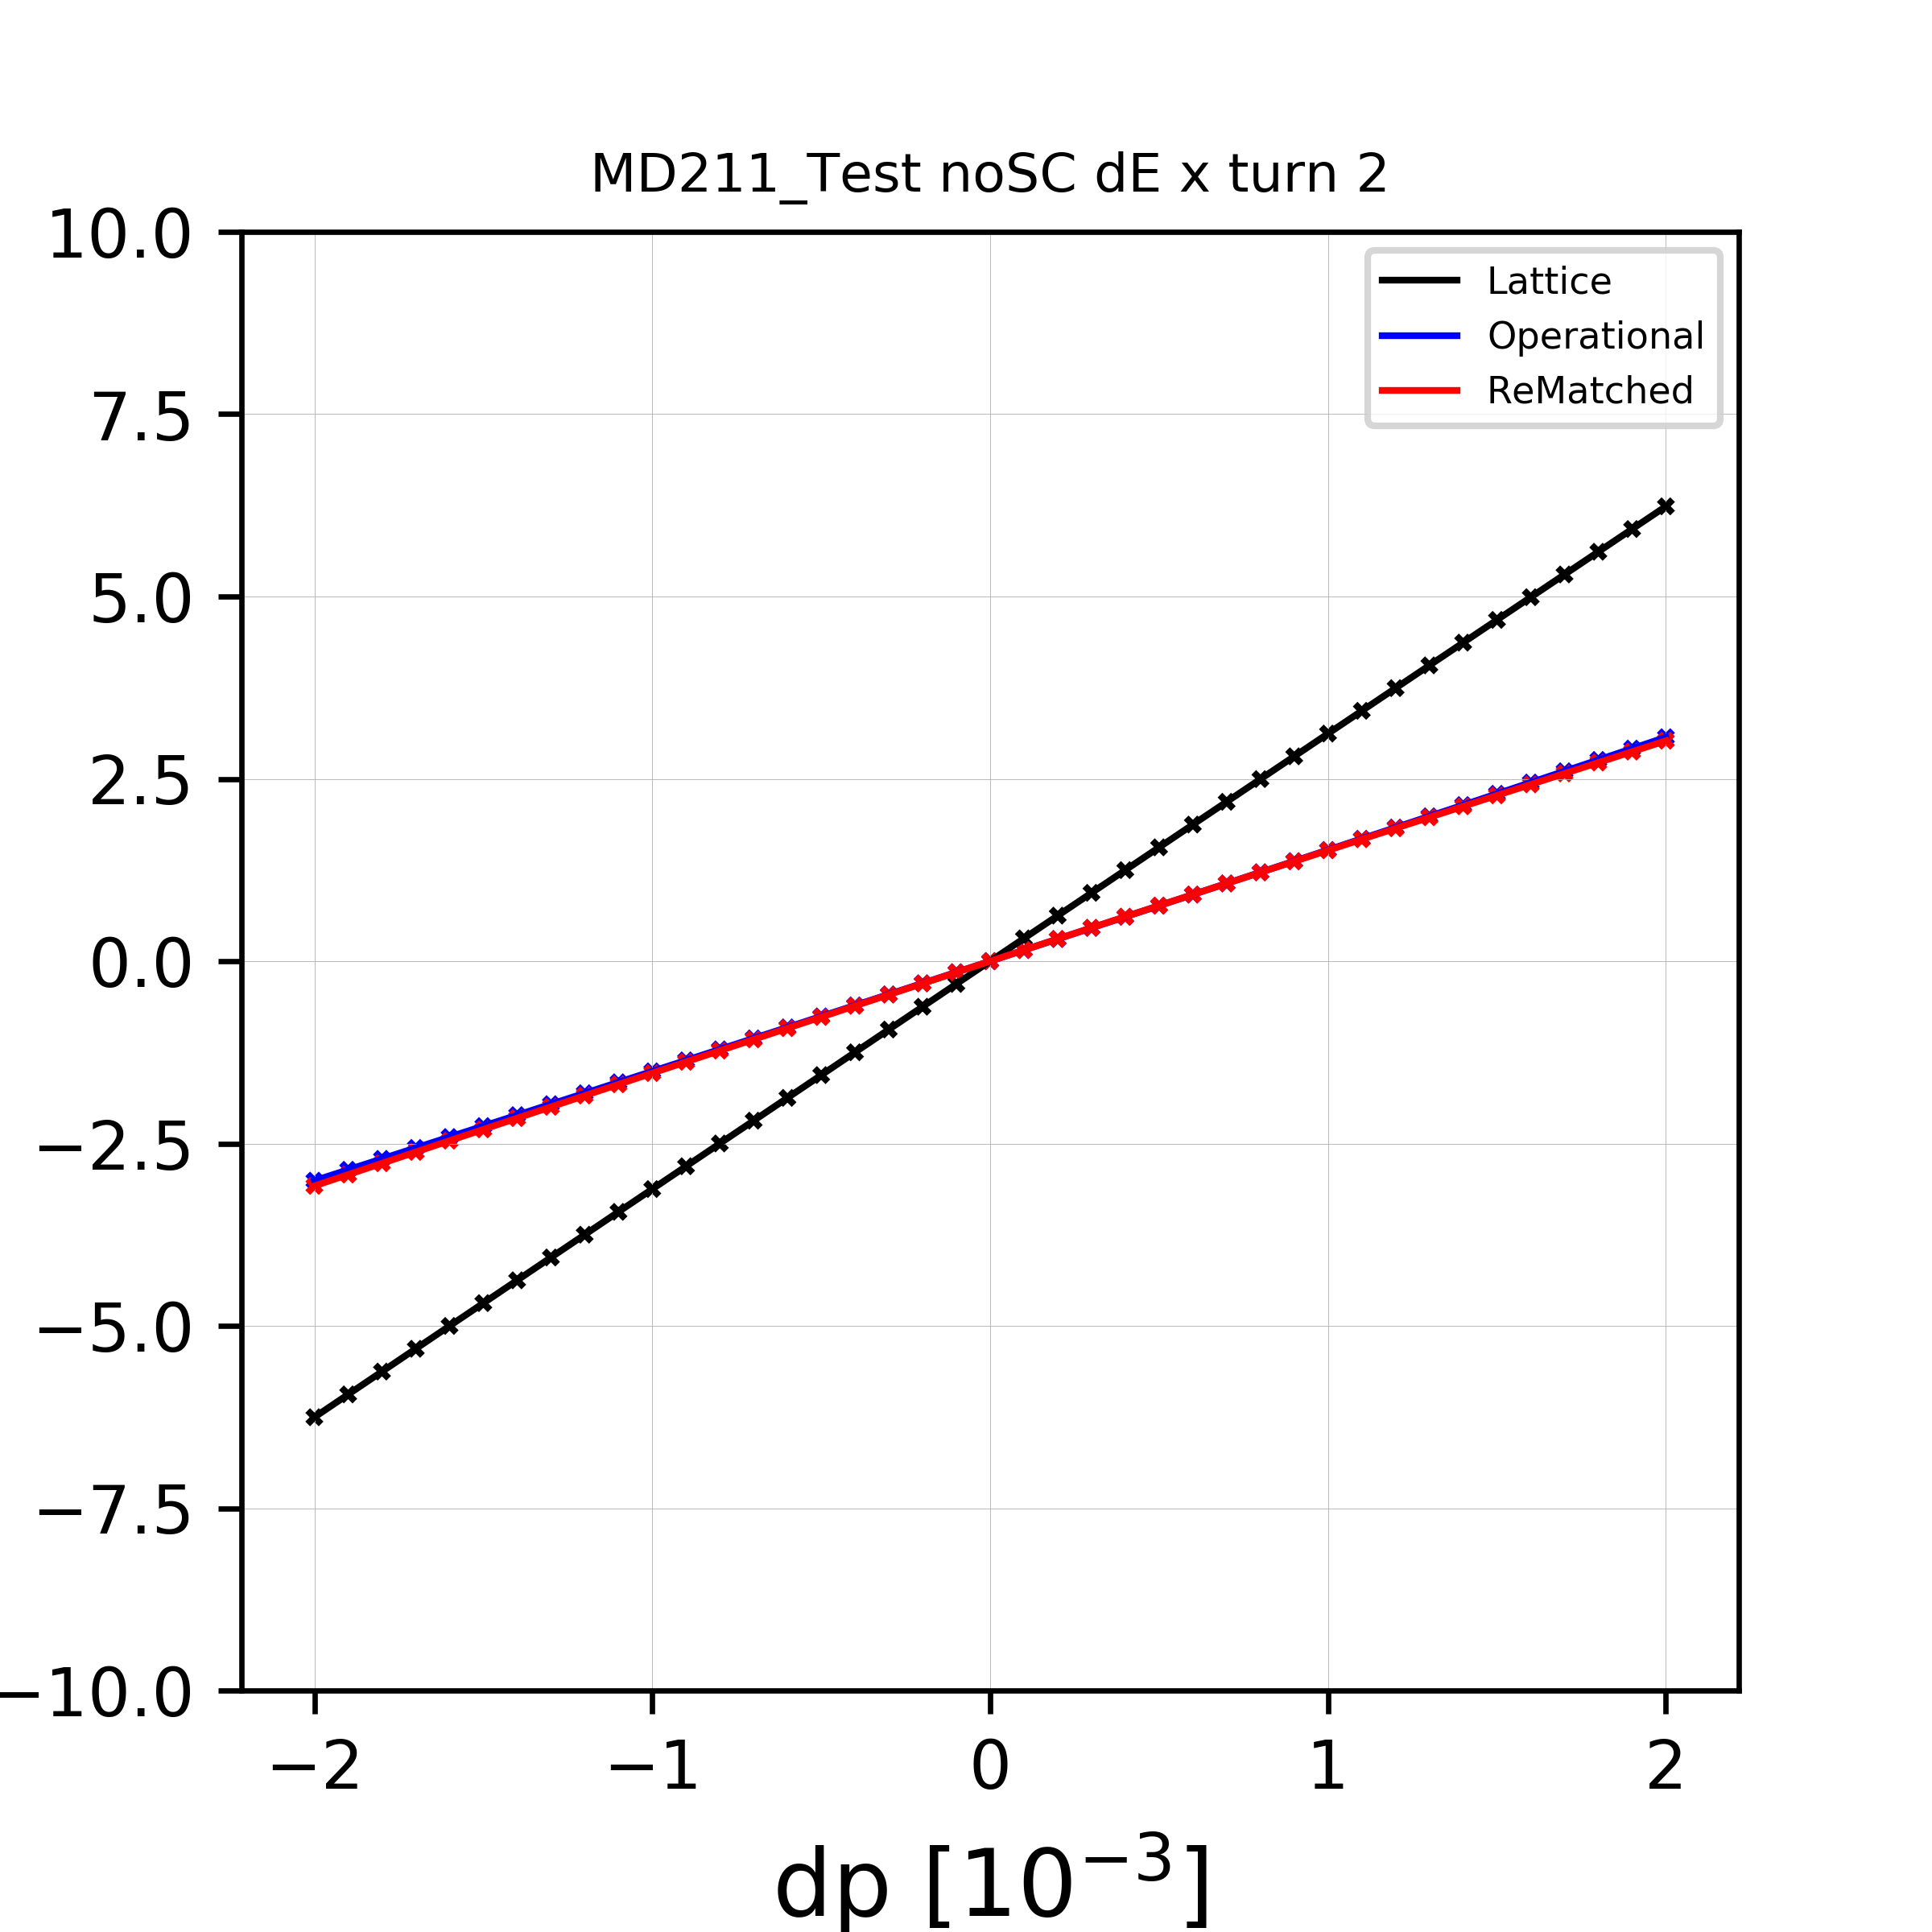 MD211_Test noSC dE x turn 2
10.0
7.5
5.0
2.5
0.0
−2.5
−5.0
−7.5
−10.0
Lattice
Operational
ReMatched
−2 −1 0 1 2
dp [10⁻³]